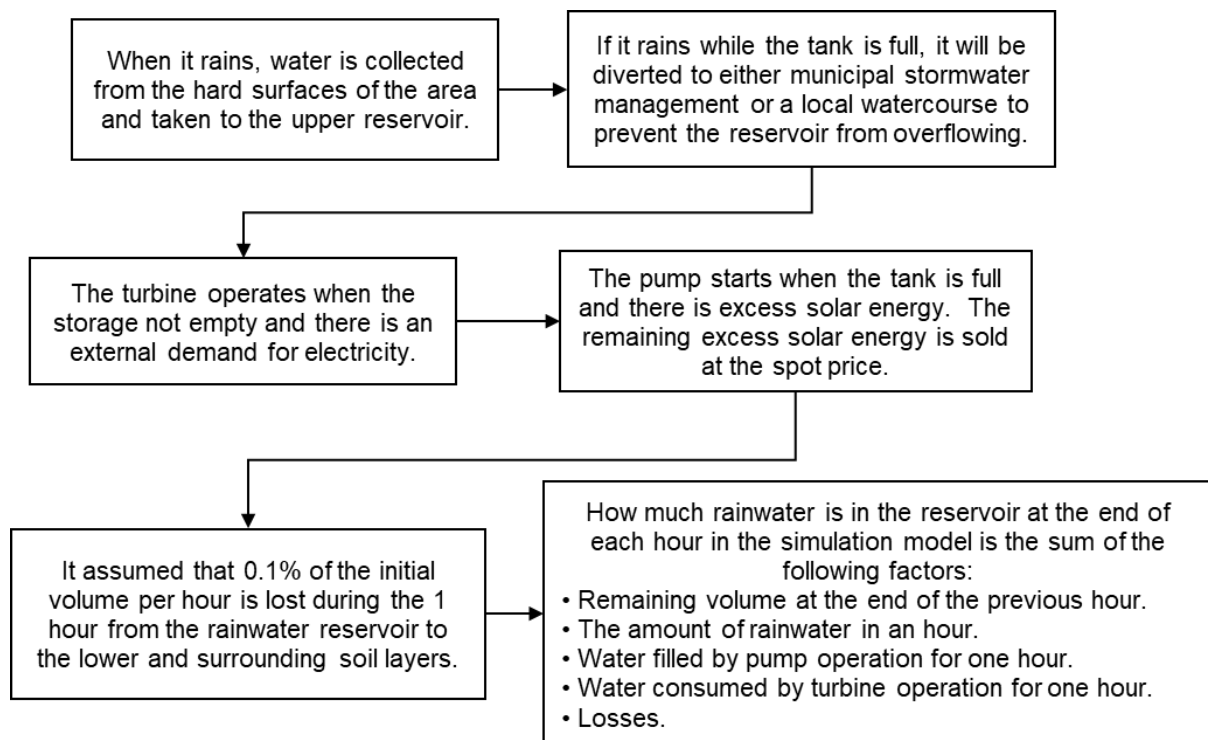 When it rains, water is collected
from the hard surfaces of the area
and taken to the upper reservoir.
If it rains while the tank is full, it will be
diverted to either municipal stormwater
management or a local watercourse to
prevent the reservoir from overflowing.
The turbine operates when the
storage not empty and there is an
external demand for electricity.
The pump starts when the tank is full
and there is excess solar energy. The
remaining excess solar energy is sold
at the spot price.
It assumed that 0.1% of the initial
volume per hour is lost during the 1
hour from the rainwater reservoir to
the lower and surrounding soil layers.
How much rainwater is in the reservoir at the end of
each hour in the simulation model is the sum of the
following factors:
• Remaining volume at the end of the previous hour.
• The amount of rainwater in an hour.
• Water filled by pump operation for one hour.
• Water consumed by turbine operation for one hour.
• Losses.